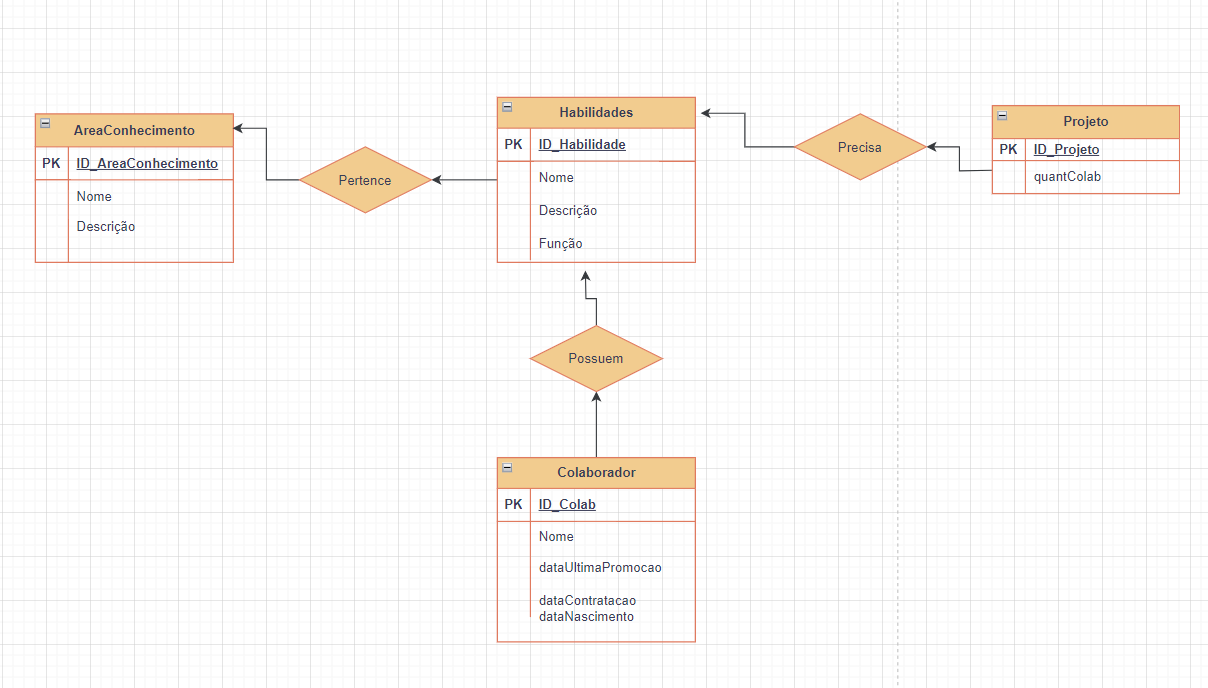 AreaConhecimento
PK ID_AreaConhecimento
Nome
Descrição
Pertence
Habilidades
PK ID_Habilidade
Nome
Descrição
Função
Precisa
Projeto
PK ID_Projeto
quantColab
Possuem
Colaborador
PK ID_Colab
Nome
dataUltimaPromocao
dataContratacao
dataNascimento